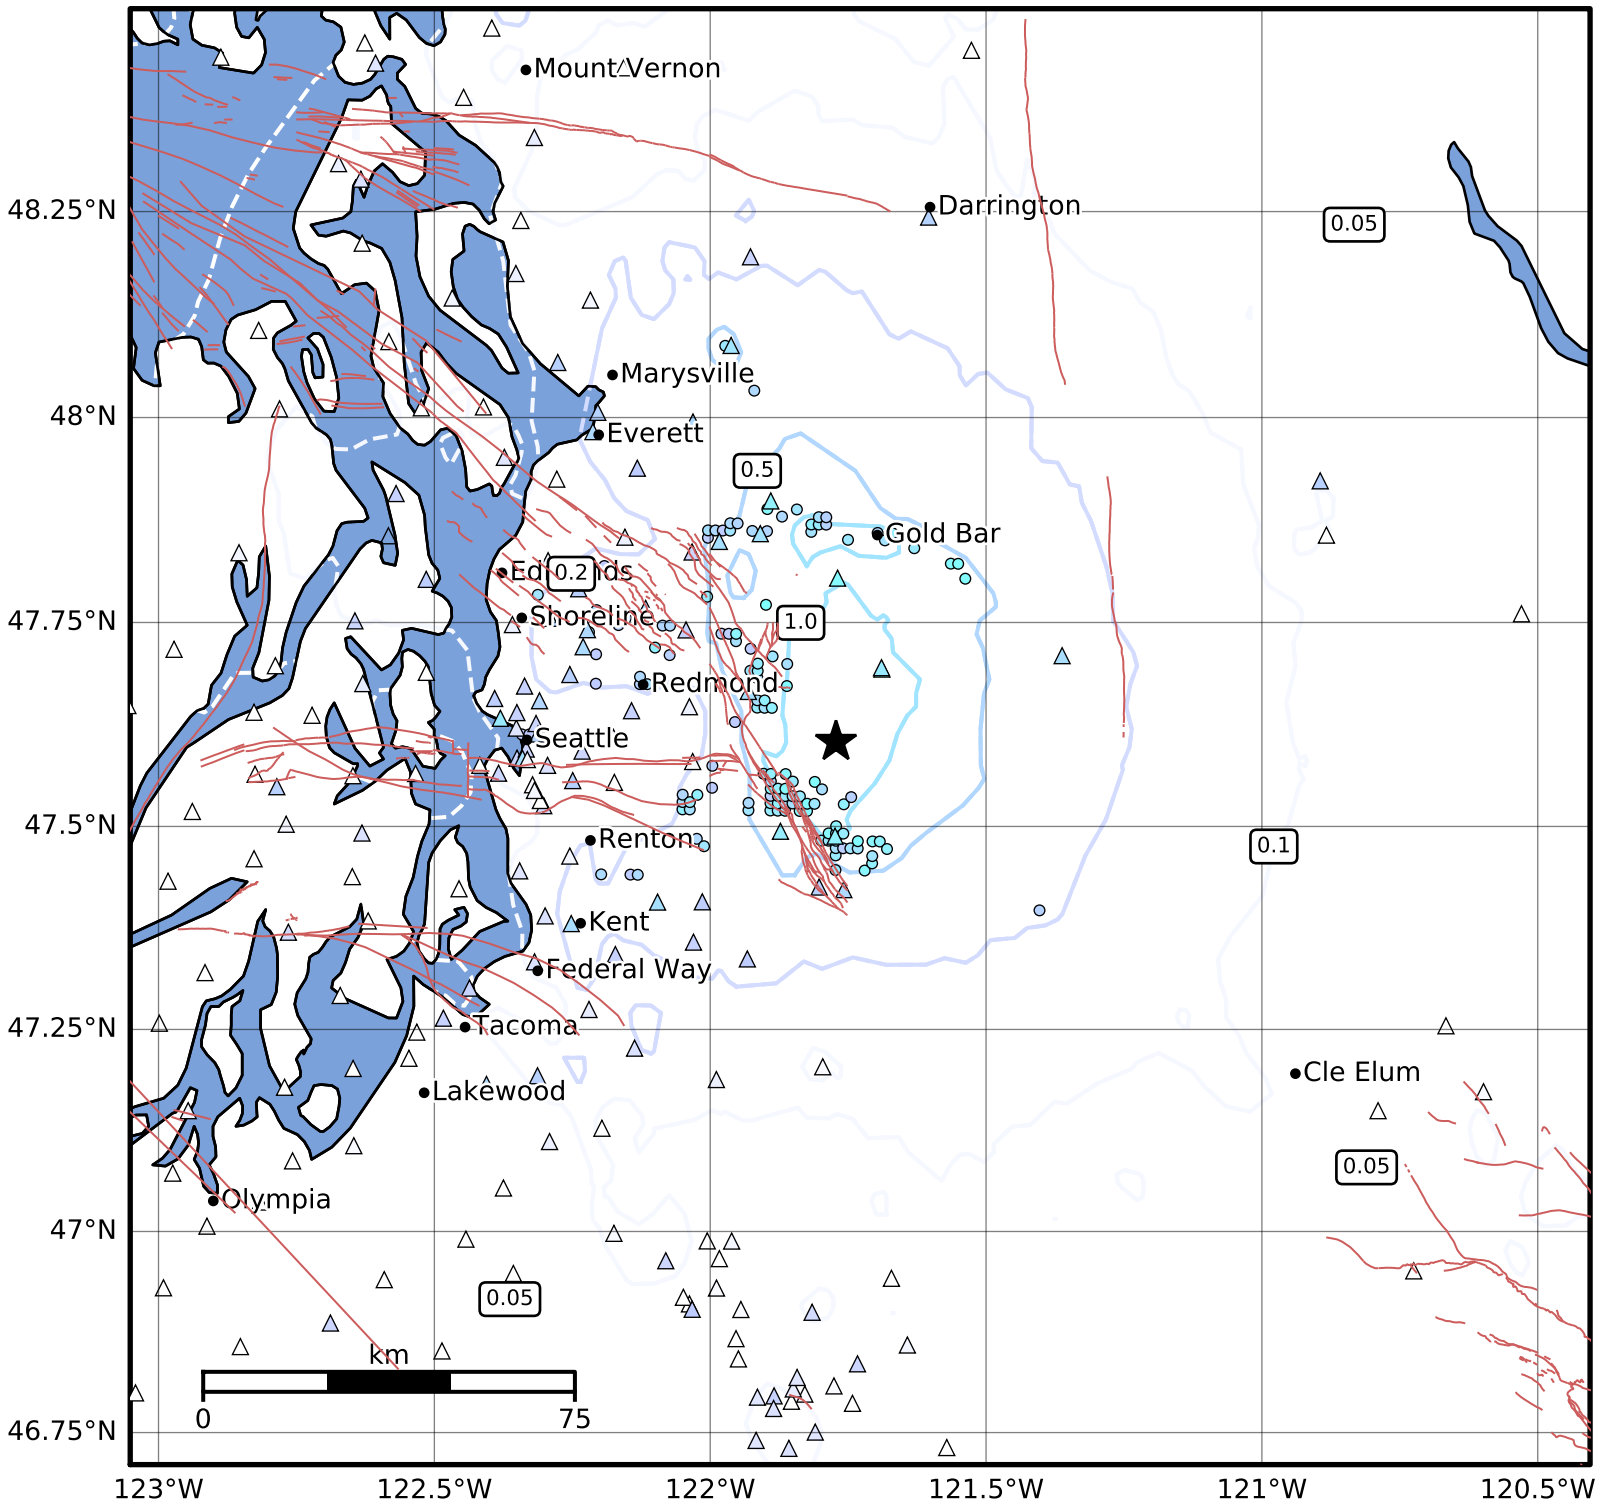 Mount Vernon
Darrington
48.25°N
0.05
Marysville
48°N
Everett
0.5
Gold Bar
Edmonds
0.2
Shoreline
47.75°N
1.0
Redmond
Seattle
47.5°N
Renton
0.1
Kent
Federal Way
47.25°N
Tacoma
Cle Elum
Lakewood
0.05
47°N
Olympia
0.05
km
0
75
46.75°N
123°W
122.5°W
122°W
121.5°W
121°W
120.5°W